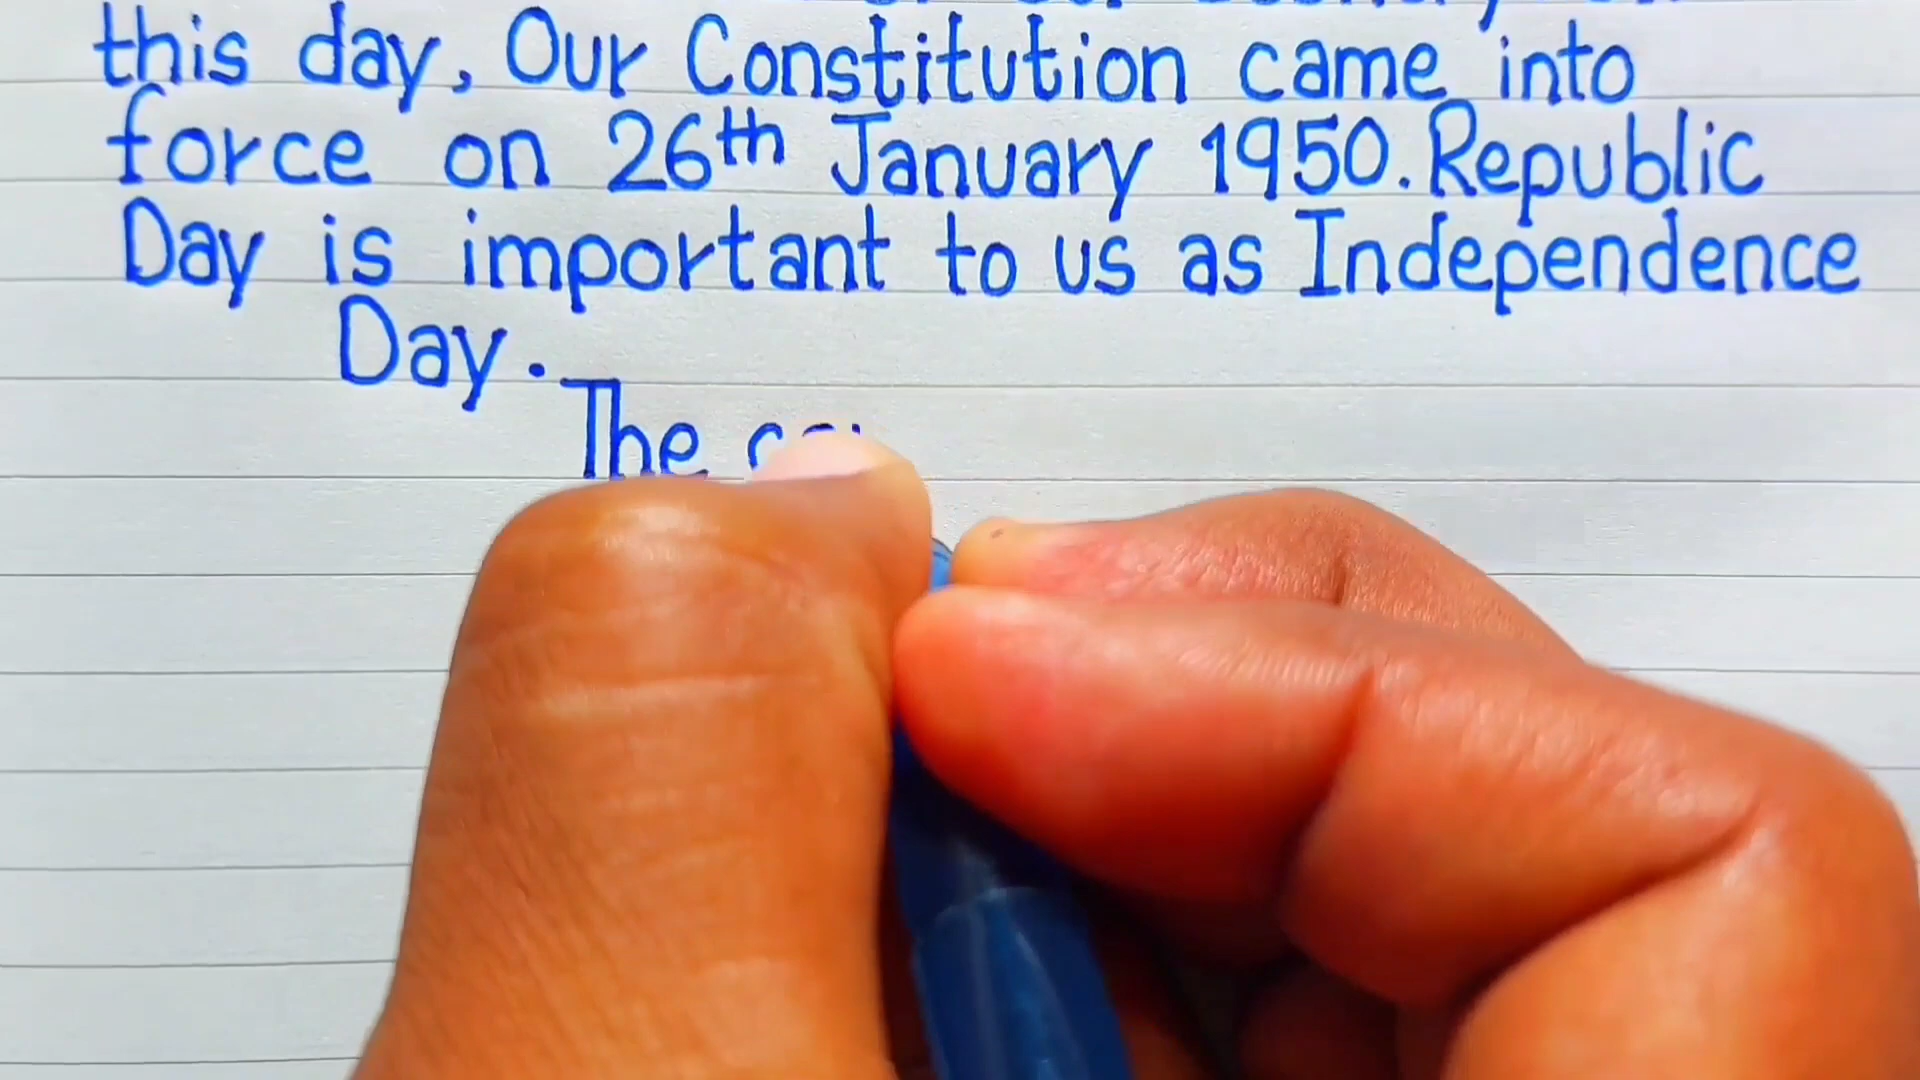 this day, Our Constitution came into
force on 26th January 1950. Republic
Day is important to us as Independence
Day.
The